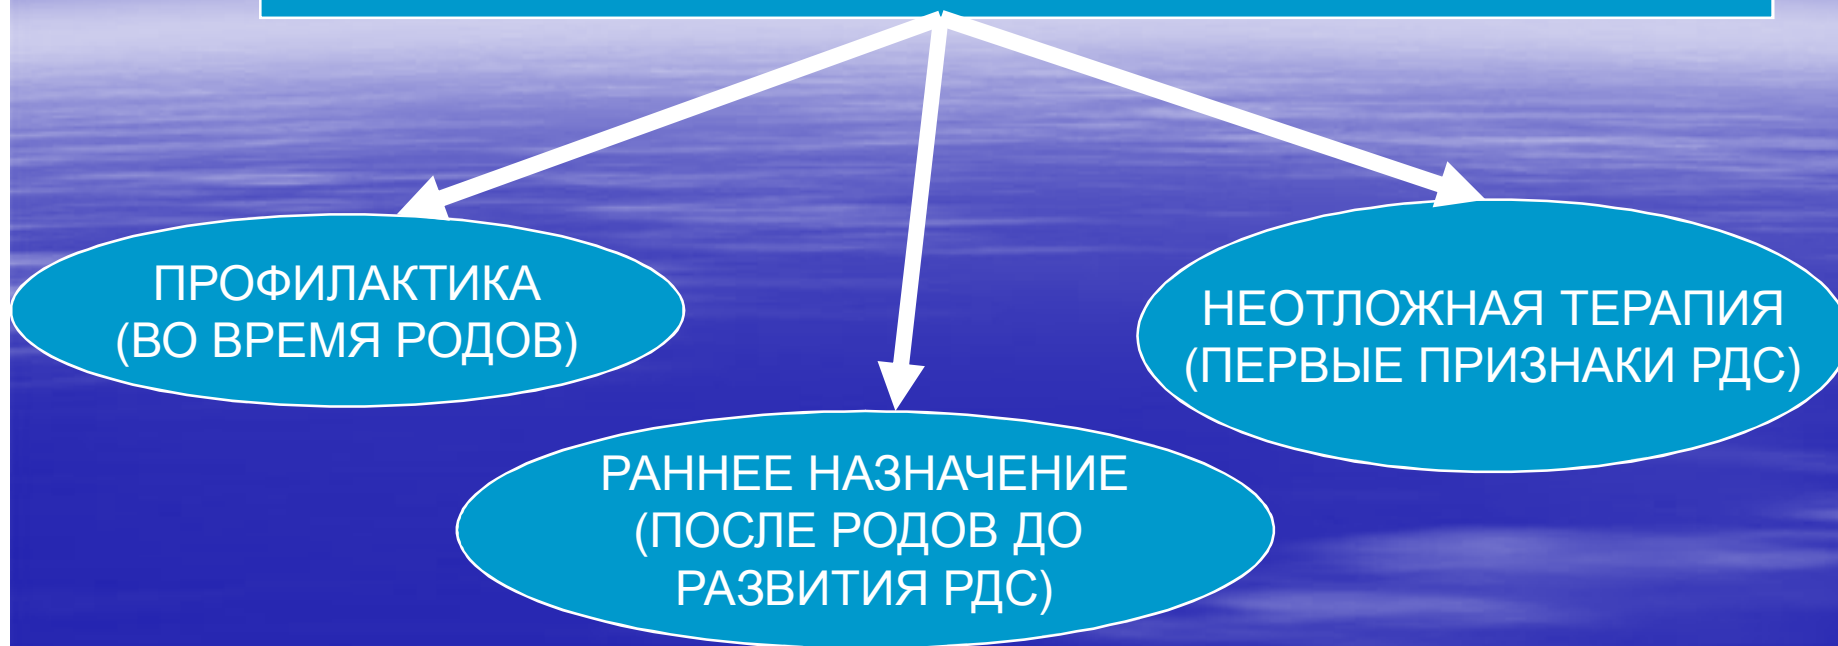 ПРОФИЛАКТИКА
(ВО ВРЕМЯ РОДОВ)
РАННЕЕ НАЗНАЧЕНИЕ
(ПОСЛЕ РОДОВ ДО
РАЗВИТИЯ РДС)
НЕОТЛОЖНАЯ ТЕРАПИЯ
(ПЕРВЫЕ ПРИЗНАКИ РДС)